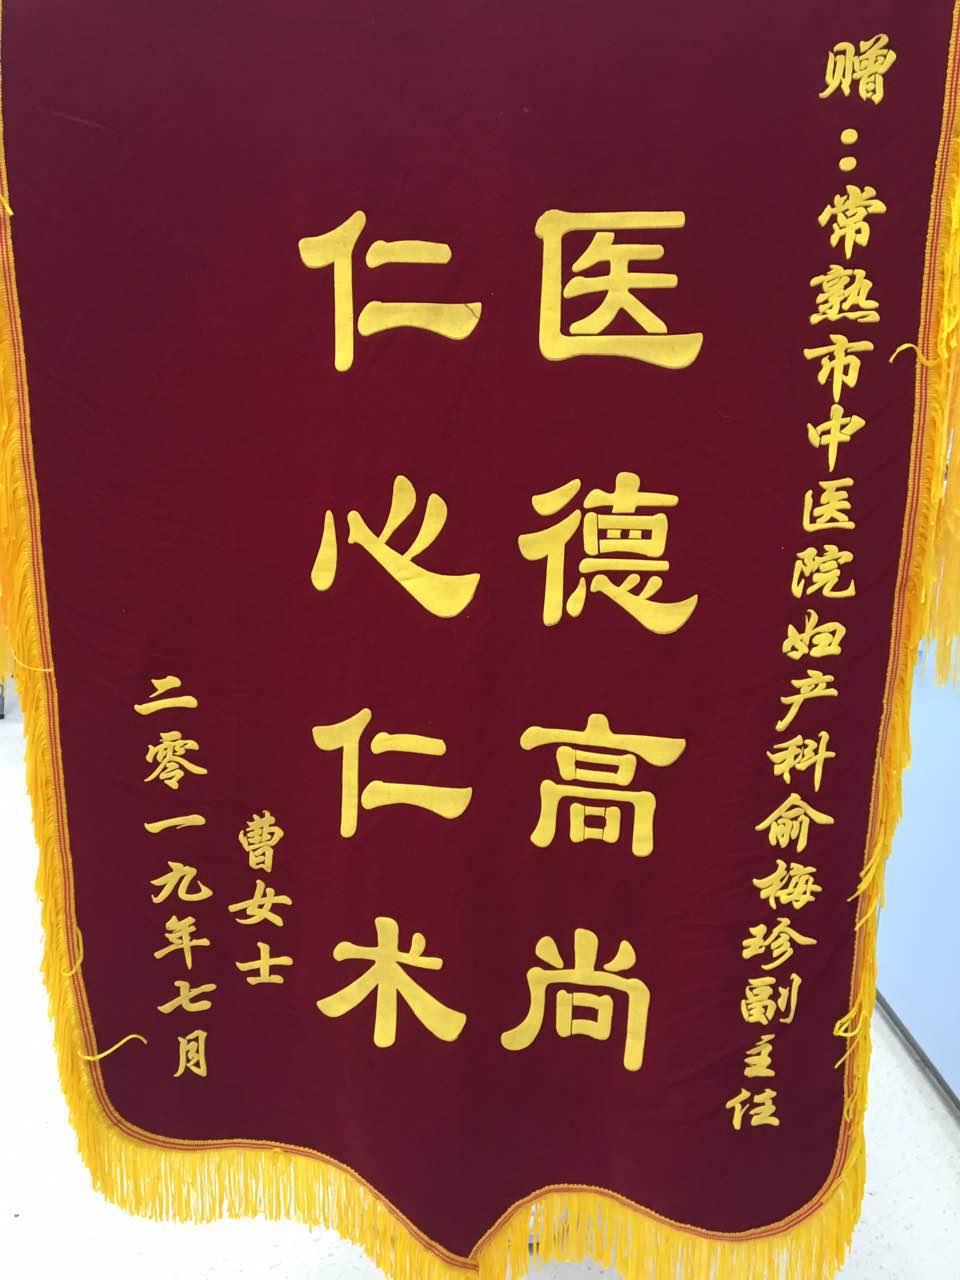 赠：常熟市中医院妇产科俞梅珍副主任
医德高尚
仁心仁术
曹女士
二零一九年七月